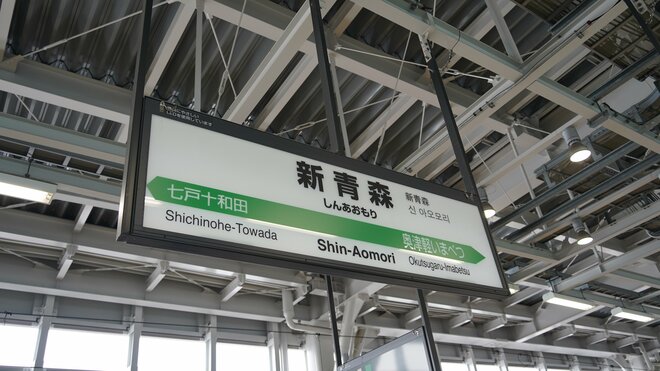 新青森
しんあおもり
新青森
신아오모리
七戸十和田
Shichinohe-Towada
Shin-Aomori
奥津軽いまべつ
Okutsugaru-Imabetsu